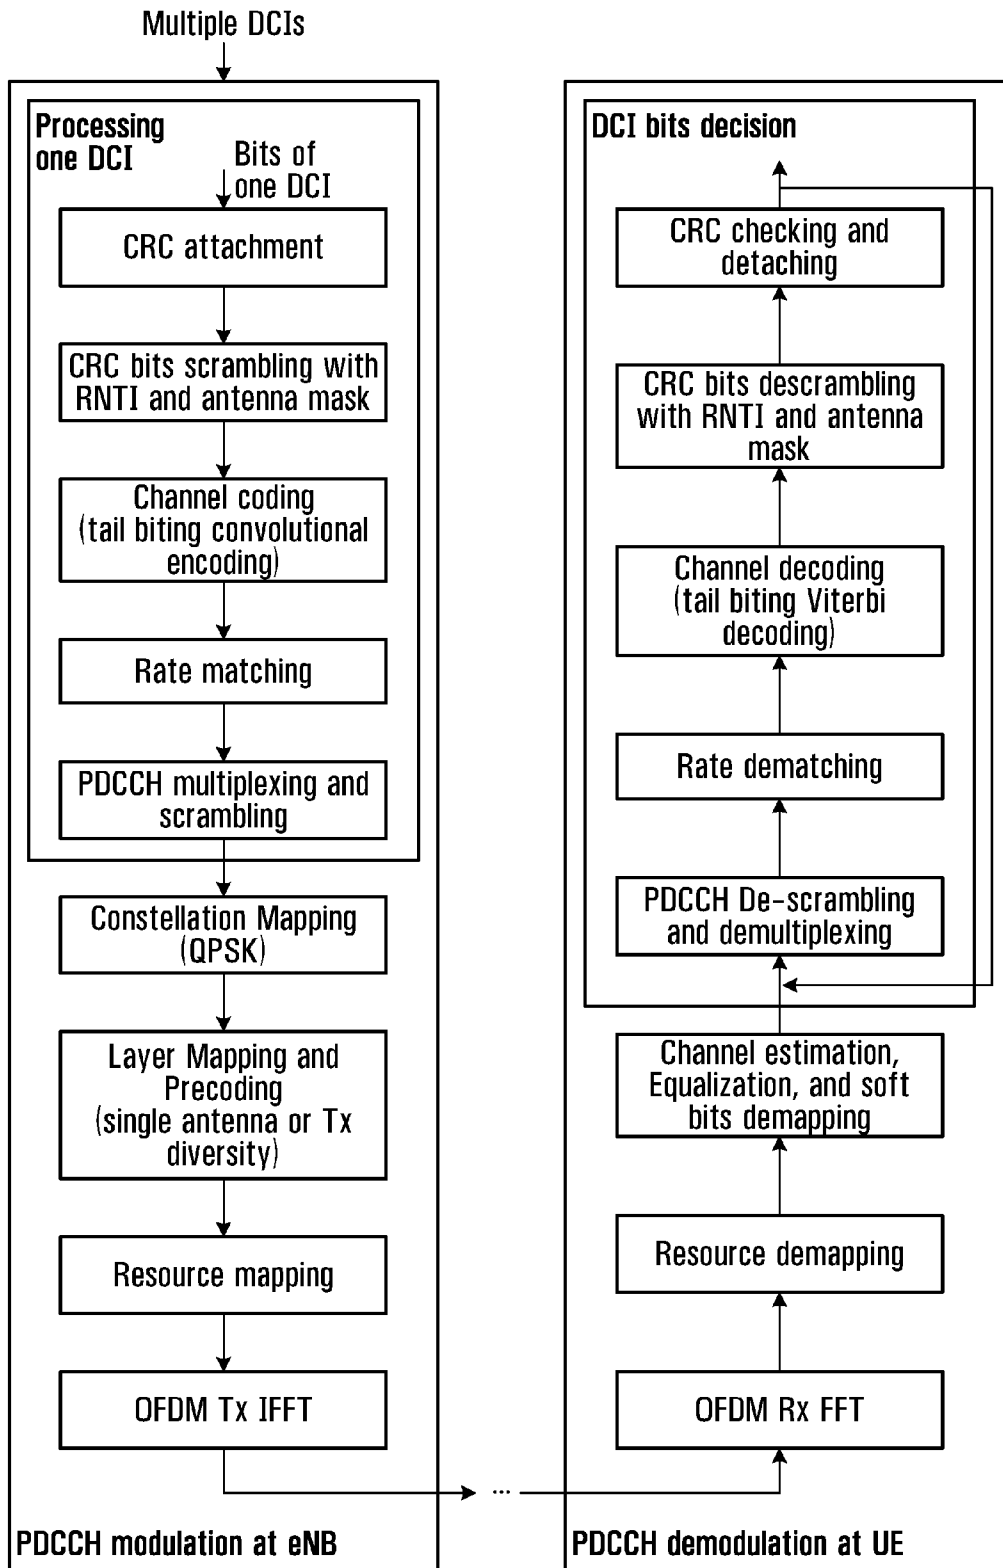 Multiple DCIs
Processing
one DCI
Bits of
one DCI
CRC attachment
CRC bits scrambling with
RNTI and antenna mask
Channel coding
(tail biting convolutional
encoding)
Rate matching
PDCCH multiplexing and
scrambling
Constellation Mapping
(QPSK)
Layer Mapping and
Precoding
(single antenna or Tx
diversity)
Resource mapping
OFDM Tx IFFT
PDCCH modulation at eNB
...
DCI bits decision
CRC checking and
detaching
CRC bits descrambling
with RNTI and antenna
mask
Channel decoding
(tail biting Viterbi
decoding)
Rate dematching
PDCCH De-scrambling
and demultiplexing
Channel estimation,
Equalization, and soft
bits demapping
Resource demapping
OFDM Rx FFT
PDCCH demodulation at UE